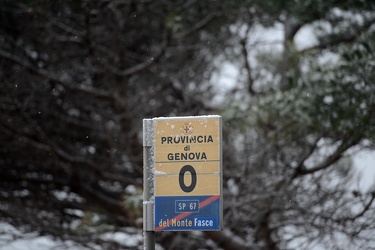 PROVINCIA
di
GENOVA
0
SP 67
del Monte Fasce